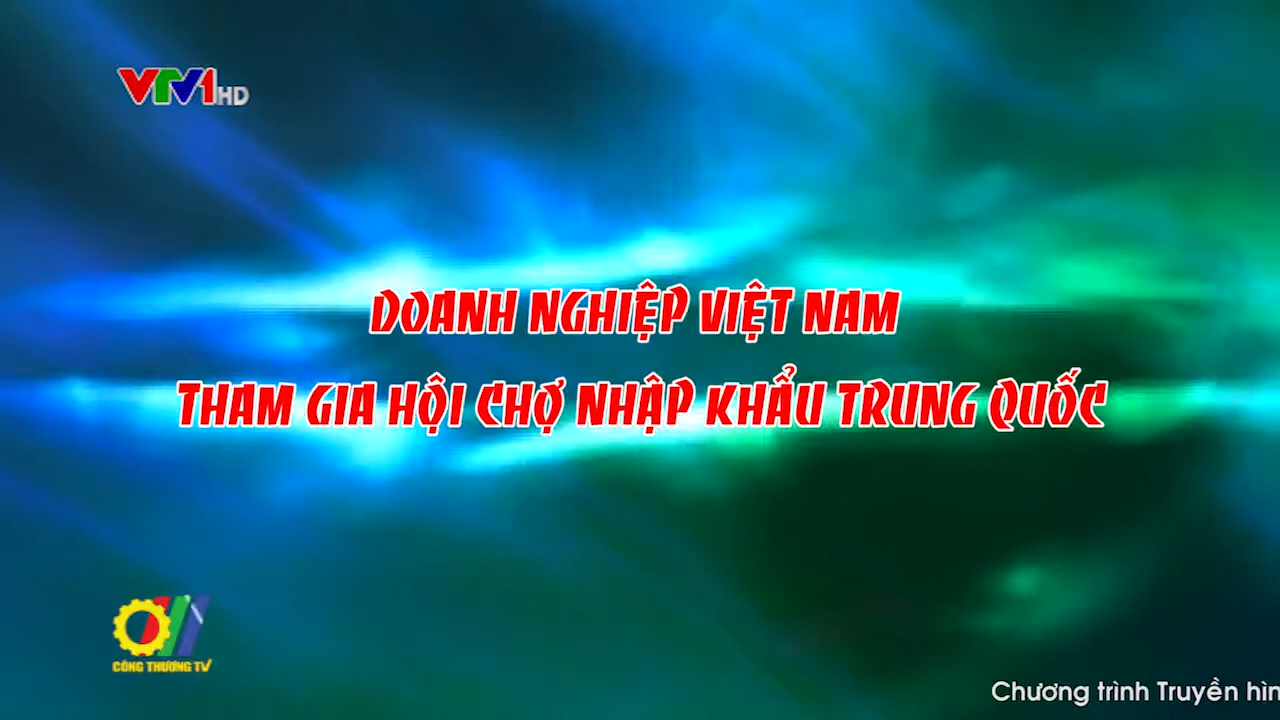 VTV1HD
DOANH NGHIỆP VIỆT NAM
THAM GIA HỘI CHỢ NHẬP KHẨU TRUNG QUỐC
CÔNG THƯƠNG TV
Chương trình Truyền hìn